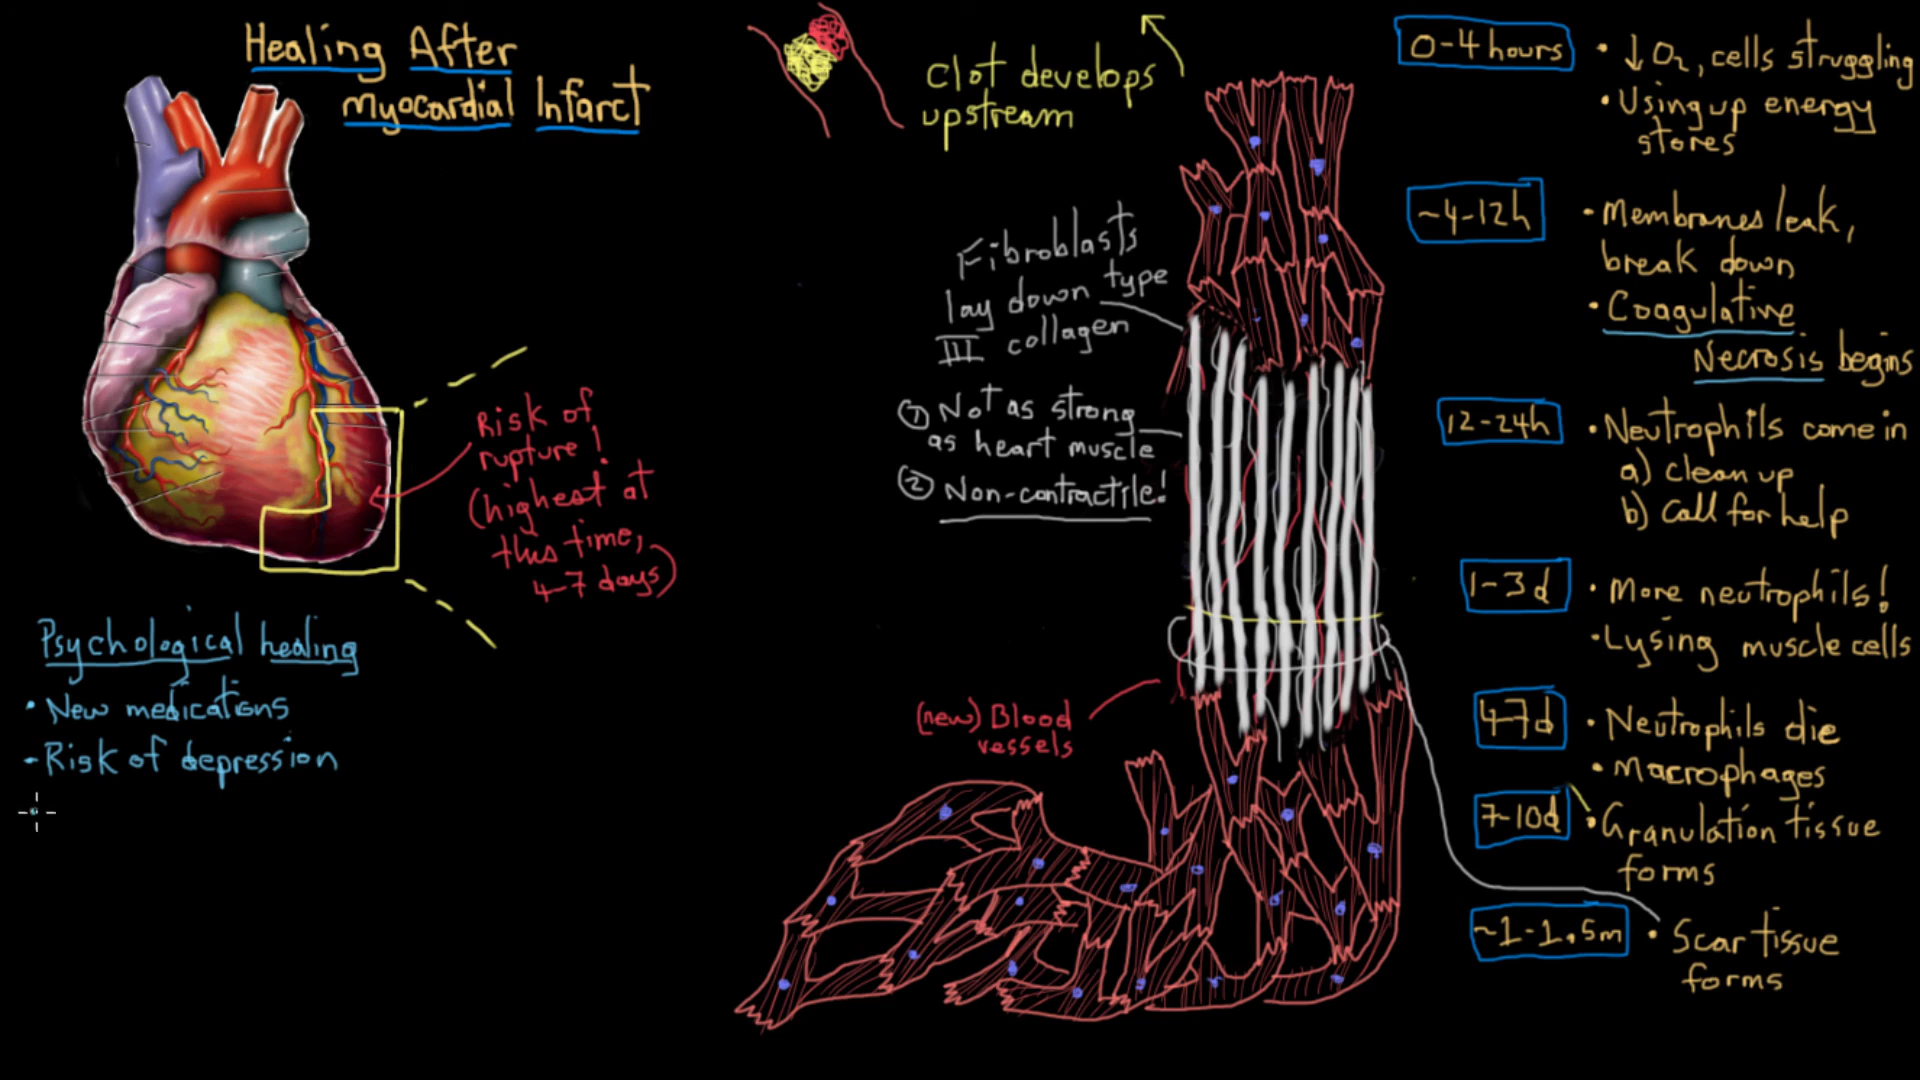 Healing After
Myocardial Infarct
Risk of
rupture!
(highest at
this time,
4-7 days)
Psychological healing
• New medications
- Risk of depression
Clot develops
upstream
Fibroblasts
lay down type
III collagen
① Not as strong
as heart muscle
② Non-contractile!
(new) Blood
vessels
0-4 hours
• ↓ O₂, cells struggling
• Using up energy
stores
~4-12h
• Membranes leak,
break down
• Coagulative
Necrosis begins
12-24h
• Neutrophils come in
a) clean up
b) Call for help
1-3d
• More neutrophils!
• Lysing muscle cells
4-7d
• Neutrophils die
• Macrophages
7-10d
• Granulation tissue
forms
~1-1.5m
• Scar tissue
forms